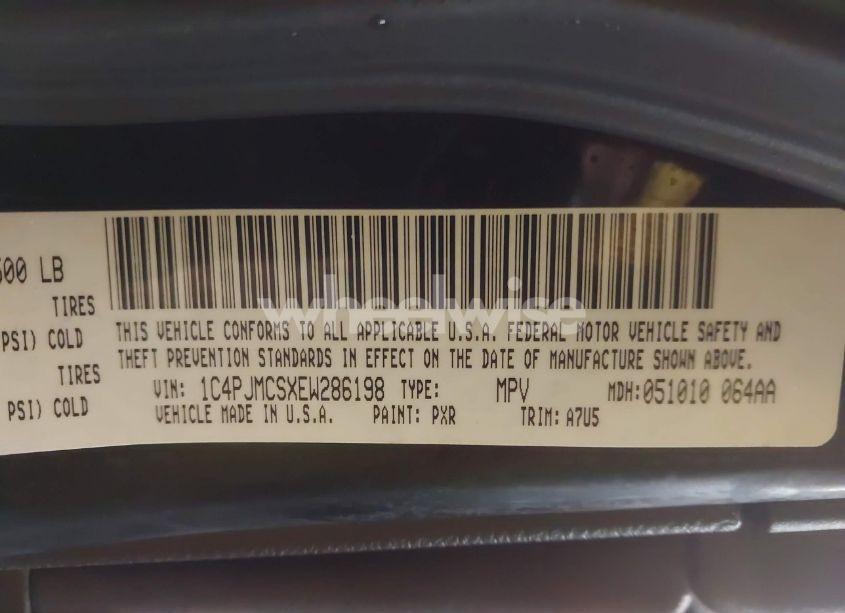 600 LB
TIRES
PSI) COLD
TIRES
PSI) COLD
THIS VEHICLE CONFORMS TO ALL APPLICABLE U.S.A. FEDERAL MOTOR VEHICLE SAFETY AND
THEFT PREVENTION STANDARDS IN EFFECT ON THE DATE OF MANUFACTURE SHOWN ABOVE.
VIN: 1C4PJMCSXEW286198 TYPE: MPV MDH:051010 064AA
VEHICLE MADE IN U.S.A. PAINT: PXR TRIM: A7U5
wheelwise